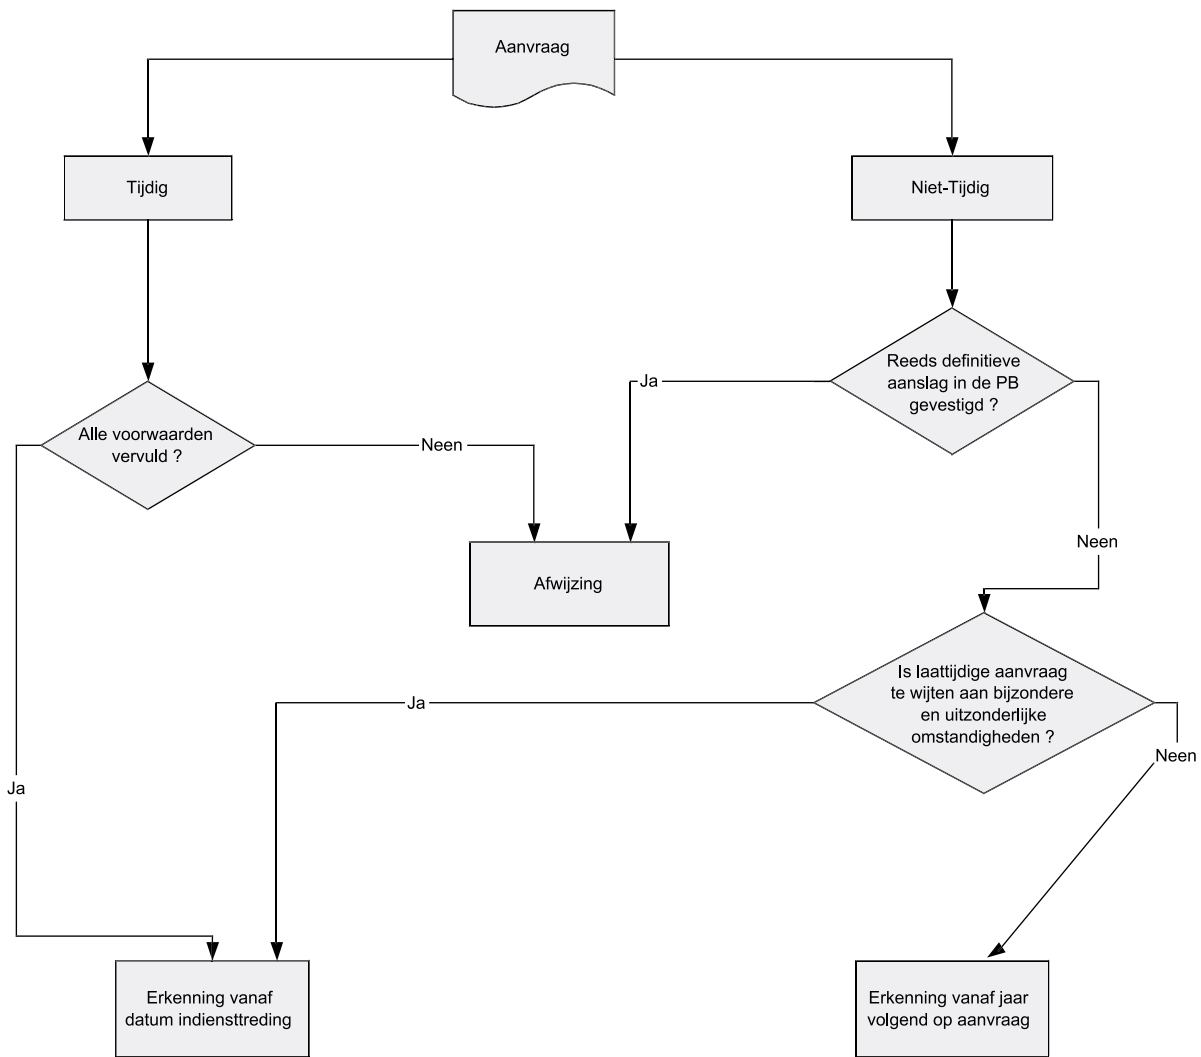 Aanvraag
Tijdig
Niet-Tijdig
Reeds definitieve
aanslag in de PB
gevestigd ?
Ja
Alle voorwaarden
vervuld ?
Neen
Neen
Afwijzing
Is laattijdige aanvraag
te wijten aan bijzondere
en uitzonderlijke
omstandigheden ?
Ja
Neen
Ja
Erkenning vanaf
datum indiensttreding
Erkenning vanaf jaar
volgend op aanvraag